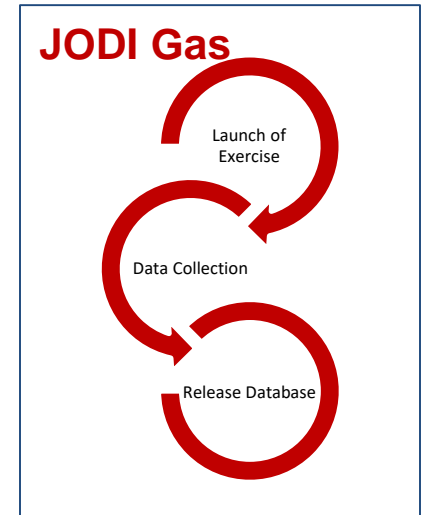 JODI Gas
Launch of
Exercise
Data Collection
Release Database